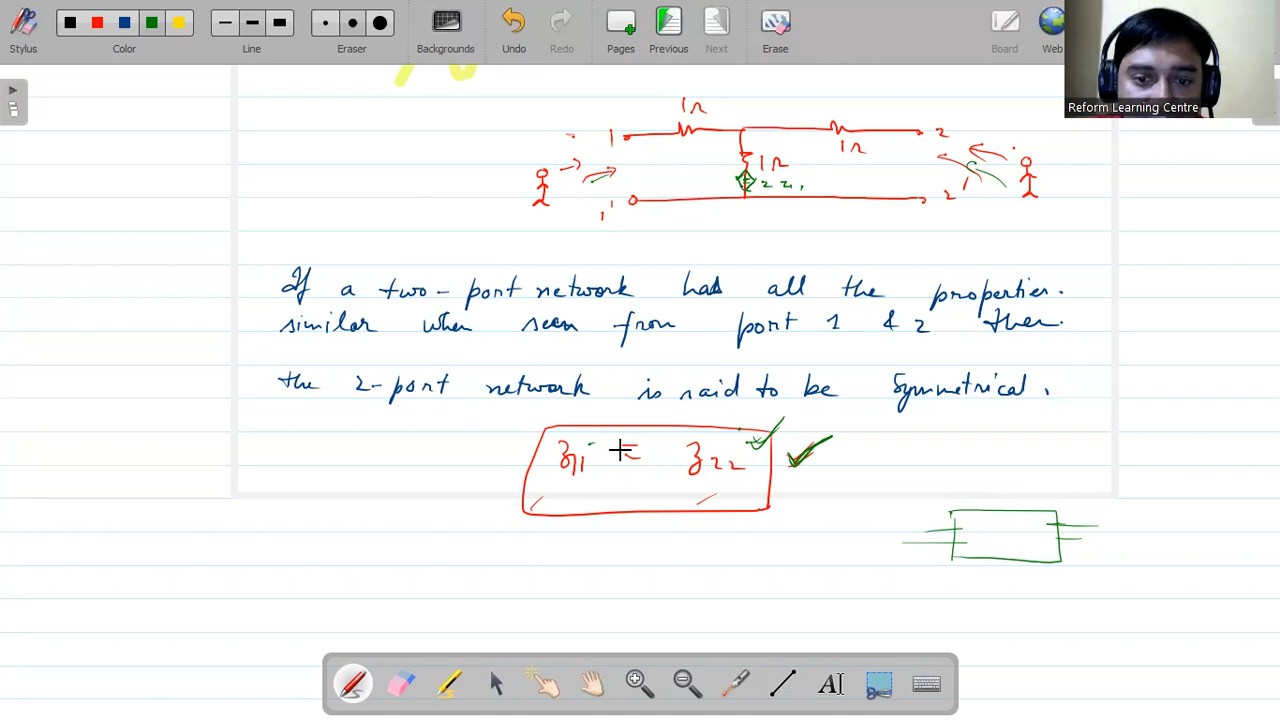 Stylus
Color
Line
Eraser
Backgrounds
Undo
Redo
Pages
Previous
Next
Erase
Board
Web
Reform Learning Centre
1Ω
1
2
1Ω
1Ω
1'
2'
If a two-port network has all the properties.
similar when seen from port 1 & 2 then
the 2-port network is said to be Symmetrical.
z11 = z22